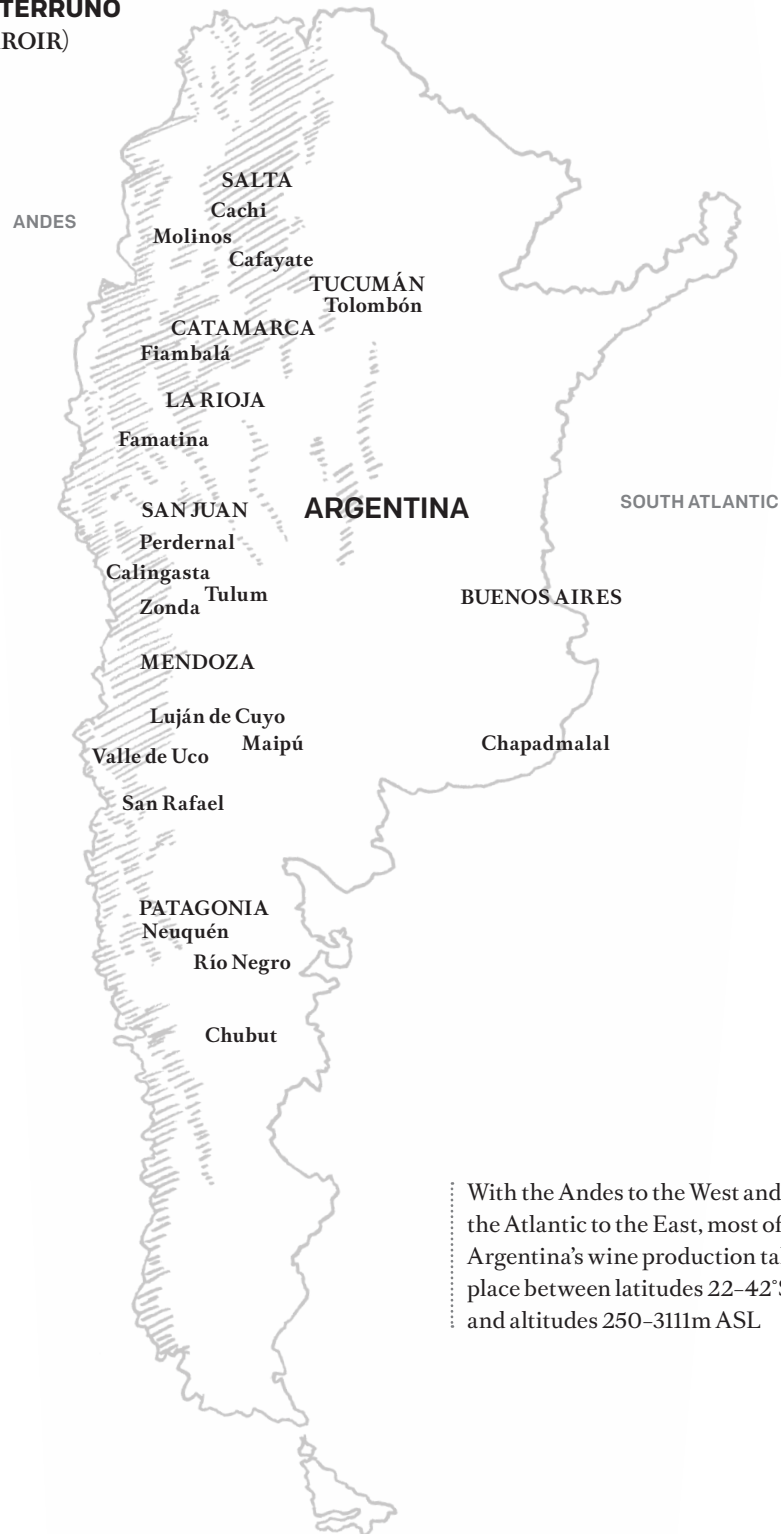 TERRUÑO
ROIR)
SALTA
Cachi
ANDES
Molinos
Cafayate
TUCUMÁN
Tolombón
CATAMARCA
Fiambalá
LA RIOJA
Famatina
SAN JUAN
ARGENTINA
SOUTH ATLANTIC
Perdernal
Calingasta
Tulum
Zonda
BUENOS AIRES
MENDOZA
Luján de Cuyo
Maipú
Chapadmalal
Valle de Uco
San Rafael
PATAGONIA
Neuquén
Río Negro
Chubut
With the Andes to the West and
the Atlantic to the East, most of
Argentina's wine production ta
place between latitudes 22–42°S
and altitudes 250–3111m ASL